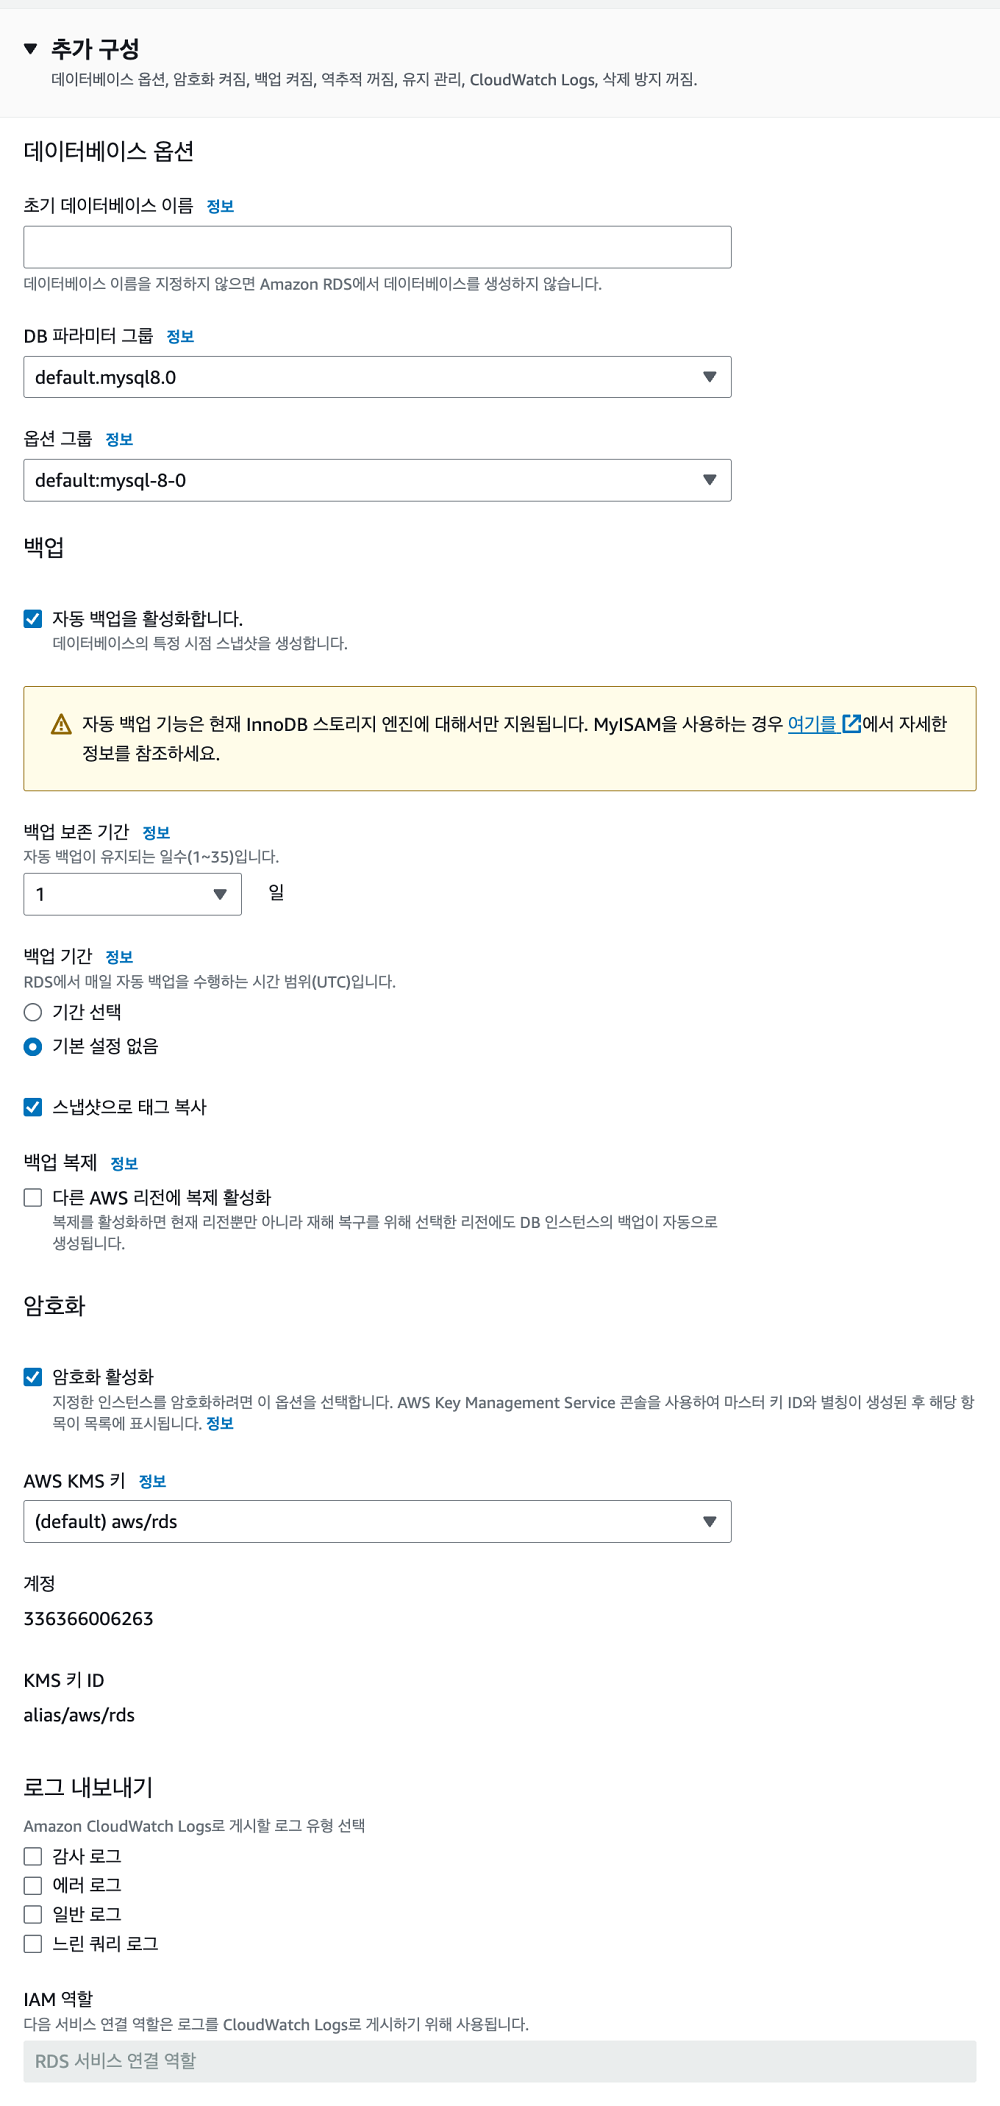 추가 구성
데이터베이스 옵션, 암호화 켜짐, 백업 켜짐, 역추적 꺼짐, 유지 관리, CloudWatch Logs, 삭제 방지 꺼짐.
데이터베이스 옵션
초기 데이터베이스 이름 정보
데이터베이스 이름을 지정하지 않으면 Amazon RDS에서 데이터베이스를 생성하지 않습니다.
DB 파라미터 그룹 정보
default.mysql8.0
옵션 그룹 정보
default:mysql-8-0
백업
자동 백업을 활성화합니다.
데이터베이스의 특정 시점 스냅샷을 생성합니다.
자동 백업 기능은 현재 InnoDB 스토리지 엔진에 대해서만 지원됩니다. MyISAM을 사용하는 경우 여기를 에서 자세한
정보를 참조하세요.
백업 보존 기간 정보
자동 백업이 유지되는 일수(1~35)입니다.
1 일
백업 기간 정보
RDS에서 매일 자동 백업을 수행하는 시간 범위(UTC)입니다.
기간 선택
기본 설정 없음
스냅샷으로 태그 복사
백업 복제 정보
다른 AWS 리전에 복제 활성화
복제를 활성화하면 현재 리전뿐만 아니라 재해 복구를 위해 선택한 리전에도 DB 인스턴스의 백업이 자동으로
생성됩니다.
암호화
암호화 활성화
지정한 인스턴스를 암호화하려면 이 옵션을 선택합니다. AWS Key Management Service 콘솔을 사용하여 마스터 키 ID와 별칭이 생성된 후 해당 항
목이 목록에 표시됩니다. 정보
AWS KMS 키 정보
(default) aws/rds
계정
336366006263
KMS 키 ID
alias/aws/rds
로그 내보내기
Amazon CloudWatch Logs로 게시할 로그 유형 선택
감사 로그
에러 로그
일반 로그
느린 쿼리 로그
IAM 역할
다음 서비스 연결 역할은 로그를 CloudWatch Logs로 게시하기 위해 사용됩니다.
RDS 서비스 연결 역할